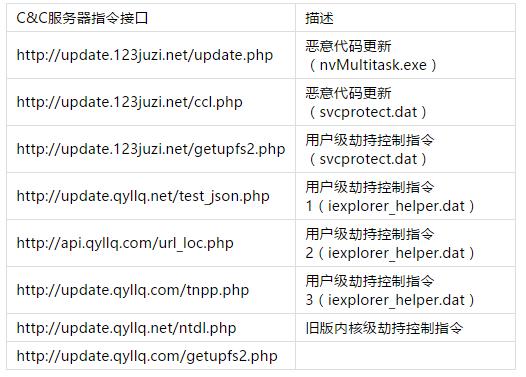 C&C服务器指令接口 描述
http://update.123juzi.net/update.php 恶意代码更新
（nvMultitask.exe）
http://update.123juzi.net/ccl.php 恶意代码更新
（svcprotect.dat）
http://update.123juzi.net/getupfs2.php 用户级劫持控制指令
（svcprotect.dat）
http://update.qyllq.net/test_json.php 用户级劫持控制指令
1（iexplorer_helper.dat）
http://api.qyllq.com/url_loc.php 用户级劫持控制指令
2（iexplorer_helper.dat）
http://update.qyllq.com/tnpp.php 用户级劫持控制指令
3（iexplorer_helper.dat）
http://update.qyllq.net/ntdl.php 旧版内核级劫持控制指令
http://update.qyllq.com/getupfs2.php